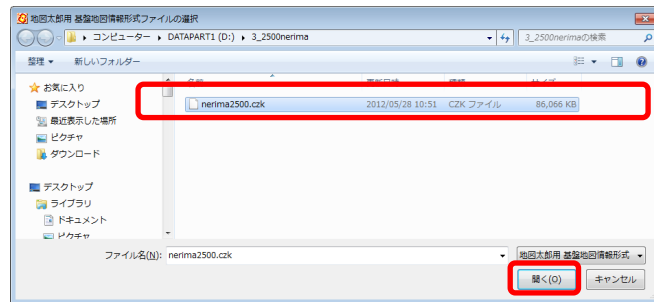 地図太郎用 基盤地図情報形式ファイルの選択
コンピューター ▸ DATAPART1 (D:) ▸ 3_2500nerima
3_2500nerimaの検索
整理 ▼ 新しいフォルダー
お気に入り
デスクトップ
最近表示した場所
ピクチャ
ダウンロード
デスクトップ
ライブラリ
ドキュメント
ピクチャ
nerima2500.czk 2012/05/28 10:51 CZK ファイル 86,066 KB
ファイル名(N): nerima2500.czk
地図太郎用 基盤地図情報形式
開く(O) キャンセル